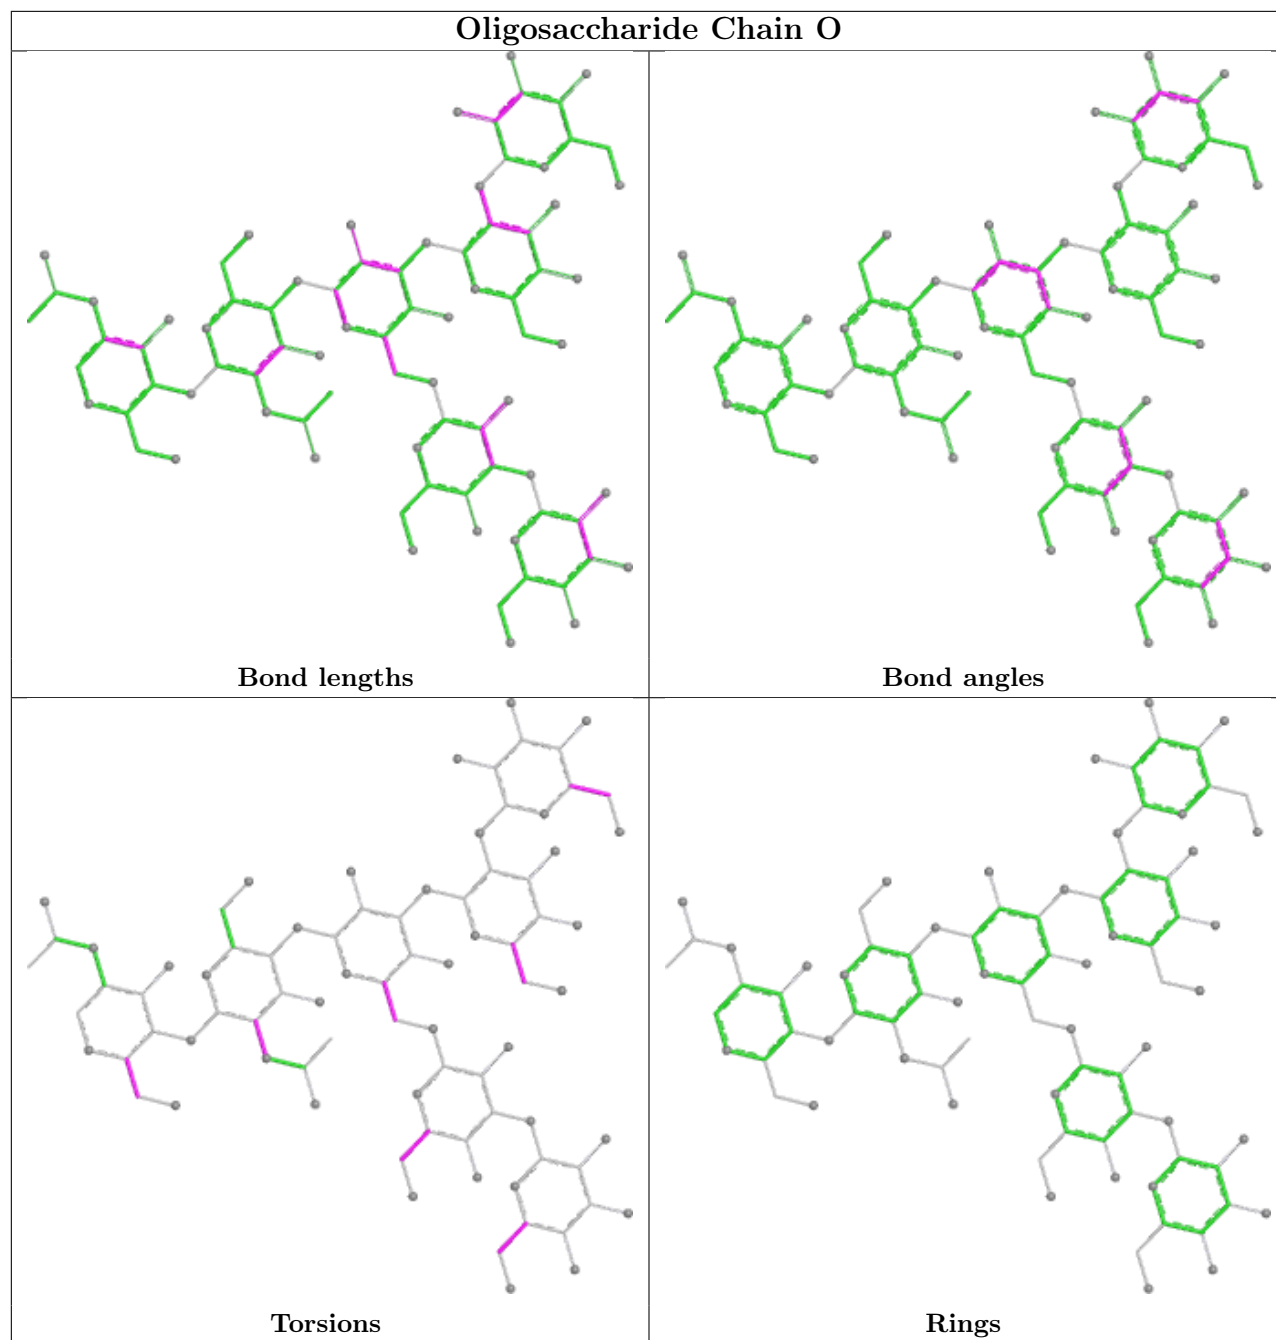 Oligosaccharide Chain O
Bond lengths
Bond angles
Torsions
Rings